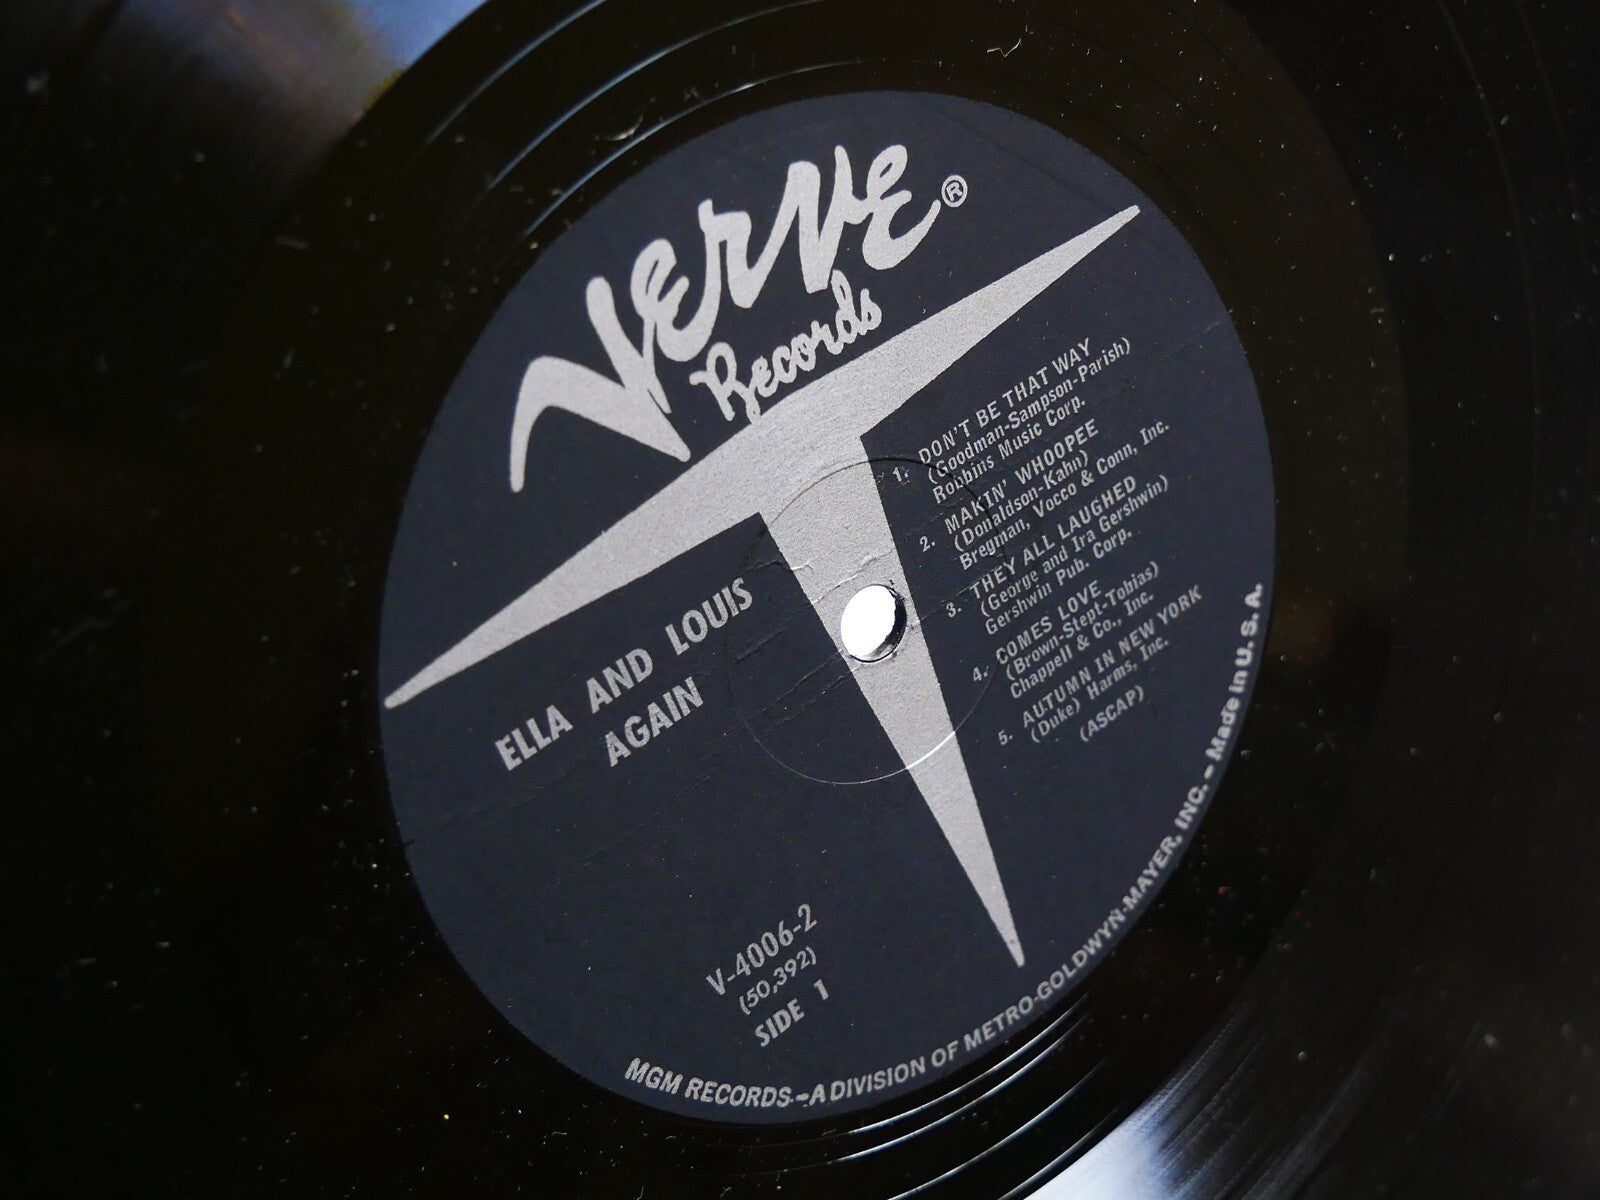 Verve®
Records
1. DON'T BE THAT WAY
(Goodman-Sampson-Parish)
Robbins Music Corp.
2. MAKIN' WHOOPEE
(Donaldson-Kahn)
Bregman, Vocco & Conn, Inc.
3. THEY ALL LAUGHED
(George and Ira Gershwin)
Gershwin Pub. Corp.
4. COMES LOVE
(Brown-Stept-Tobias)
Chappell & Co., Inc.
5. AUTUMN IN NEW YORK
(Duke) Harms, Inc.
(ASCAP)
ELLA AND LOUIS
AGAIN
V-4006-2
(50,392)
SIDE 1
MGM RECORDS.–A DIVISION OF METRO-GOLDWYN-MAYER, INC. – Made in U.S.A.